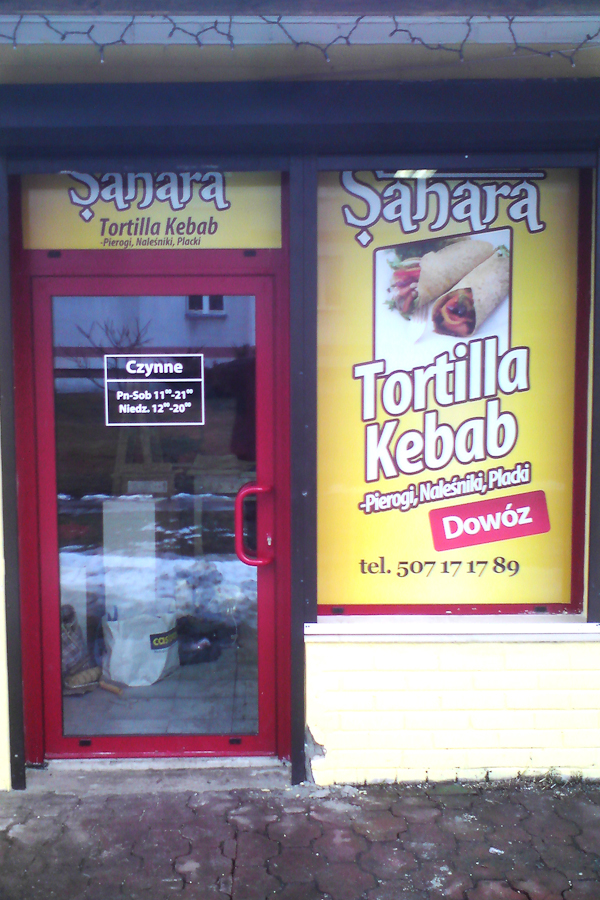 Şahara
Tortilla Kebab
-Pierogi, Naleśniki, Placki
Czynne
Pn-Sob 11⁰⁰-21⁰⁰
Niedz. 12⁰⁰-20⁰⁰
Şahara
Tortilla
Kebab
-Pierogi, Naleśniki, Placki
Dowóz
tel. 507 17 17 89